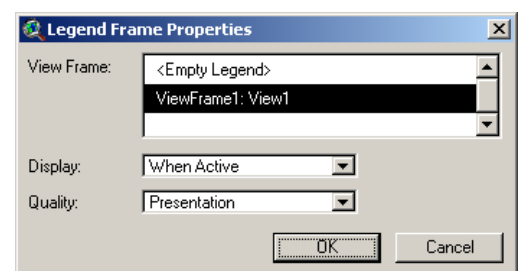 Legend Frame Properties
View Frame:
<Empty Legend>
ViewFrame1: View1
Display:
When Active
Quality:
Presentation
OK
Cancel